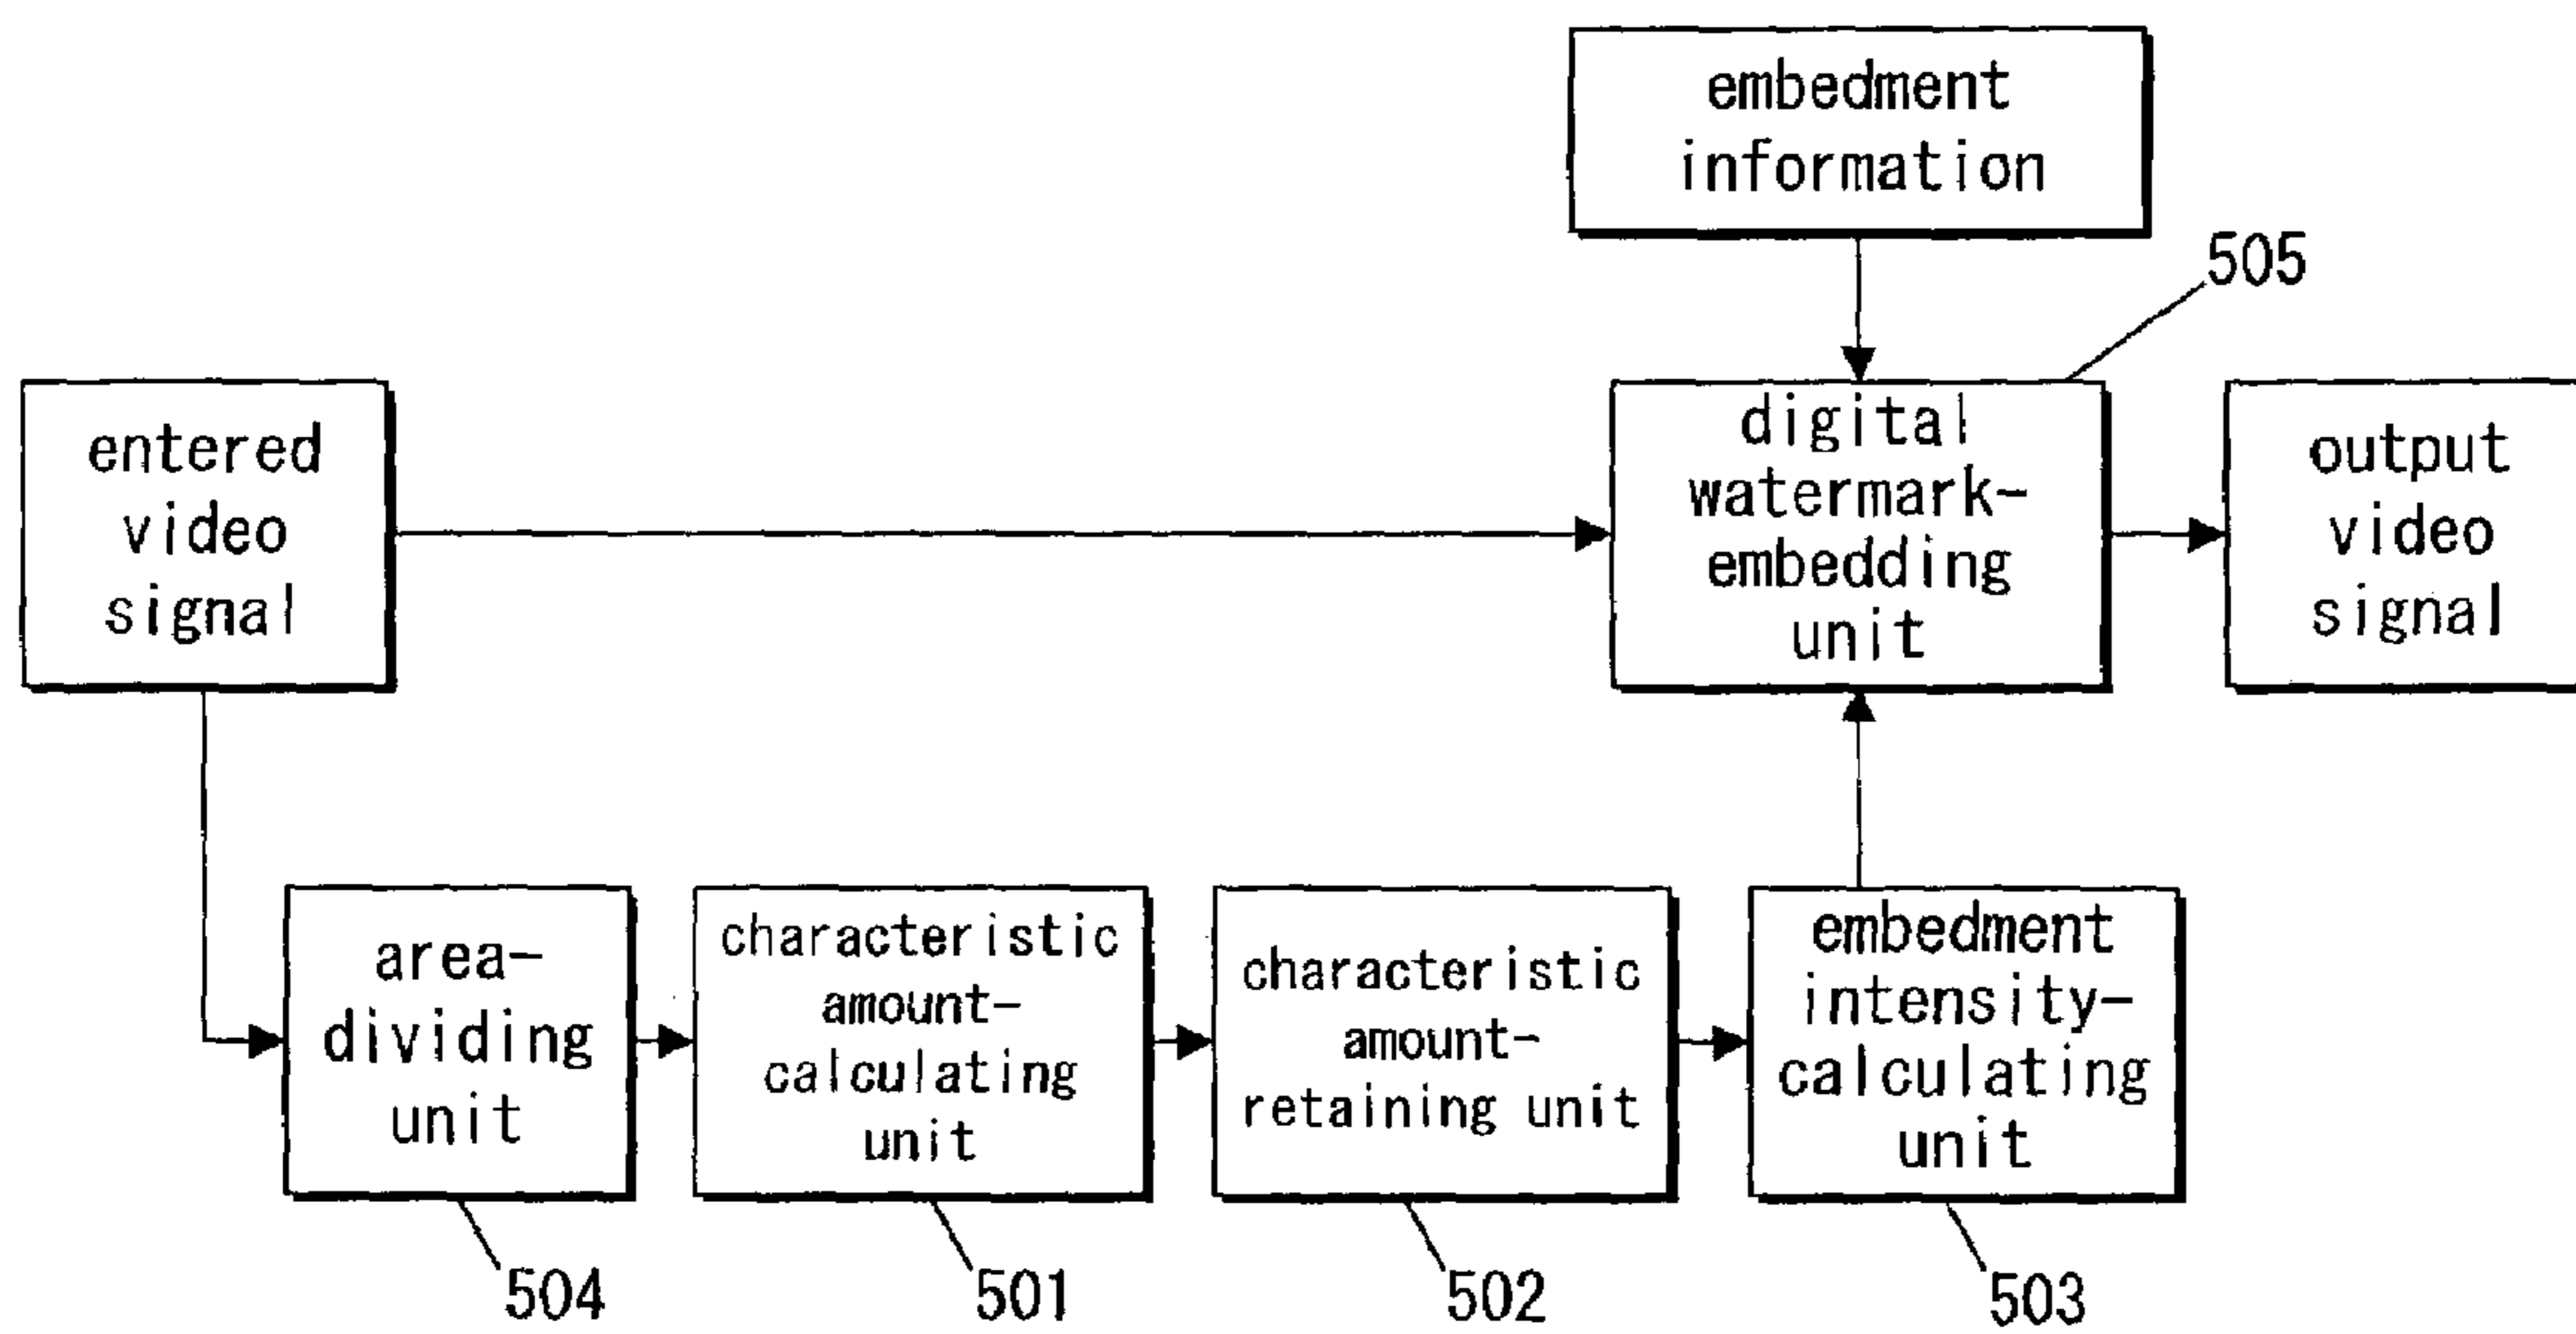 embedment
information
505
entered
video
signal
digital
watermark-
embedding
unit
output
video
signal
area-
dividing
unit
characteristic
amount-
calculating
unit
characteristic
amount-
retaining unit
embedment
intensity-
calculating
unit
504
501
502
503